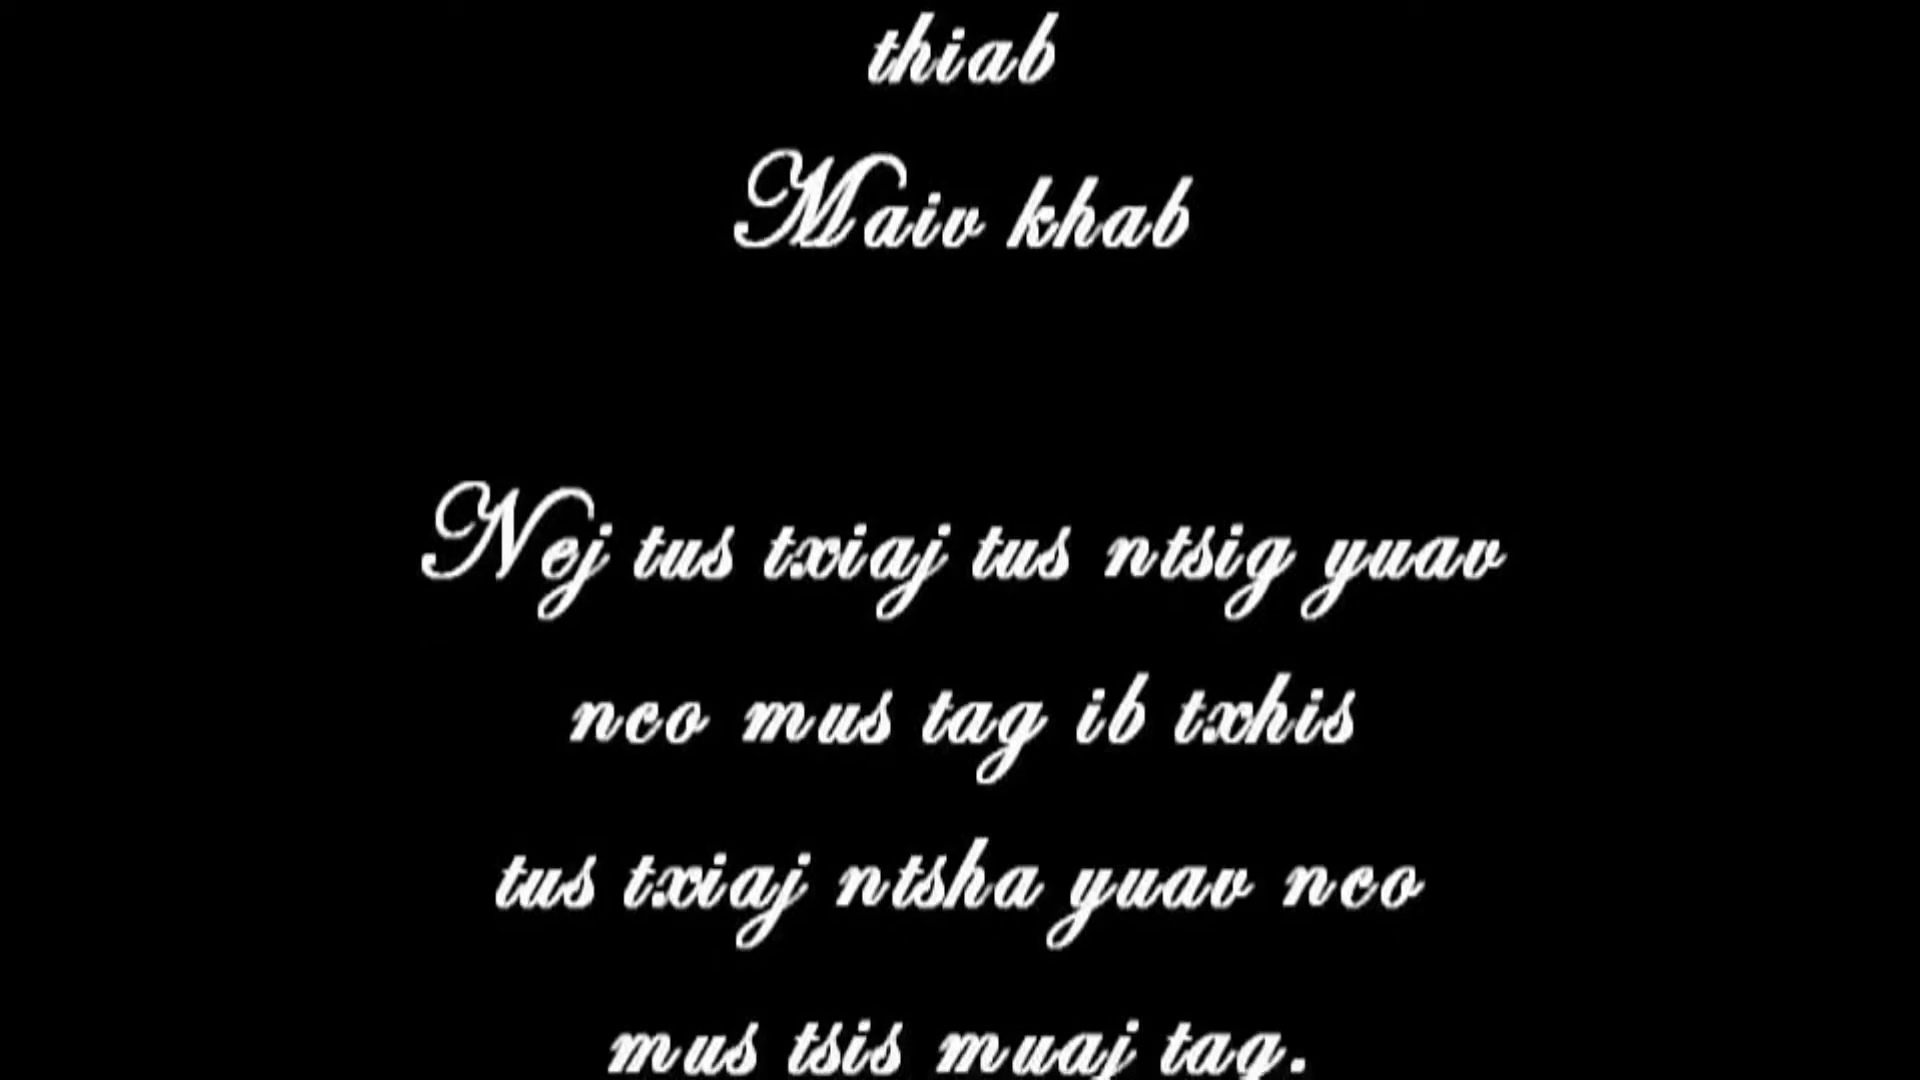 thiab
Maiv khab
Nej tus txiaj tus ntsig yuav
nco mus tag ib txhis
tus txiaj ntsha yuav nco
mus tsis muaj tag.